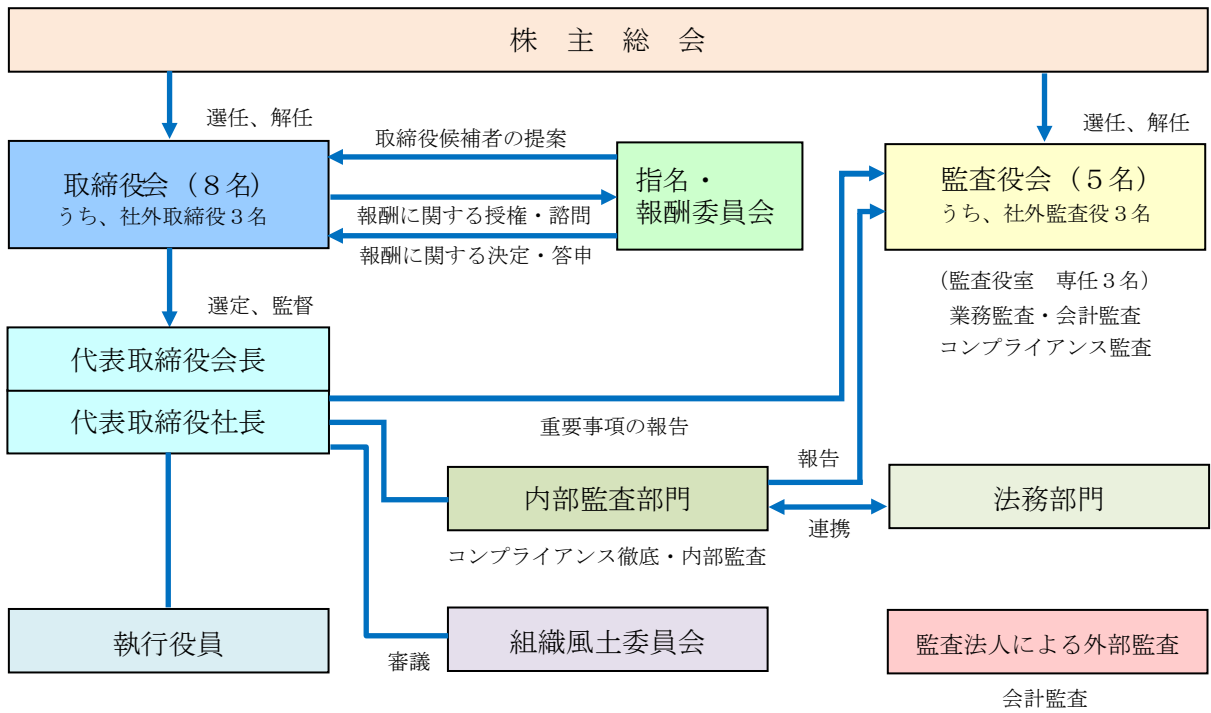 株　主　総　会
選任、解任
選任、解任
取締役候補者の提案
取締役会（８名）
うち、社外取締役３名
指名・
報酬委員会
監査役会（５名）
うち、社外監査役３名
報酬に関する授権・諮問
報酬に関する決定・答申
（監査役室　専任３名）
業務監査・会計監査
コンプライアンス監査
選定、監督
代表取締役会長
代表取締役社長
重要事項の報告
報告
内部監査部門
法務部門
連携
コンプライアンス徹底・内部監査
執行役員
組織風土委員会
審議
監査法人による外部監査
会計監査